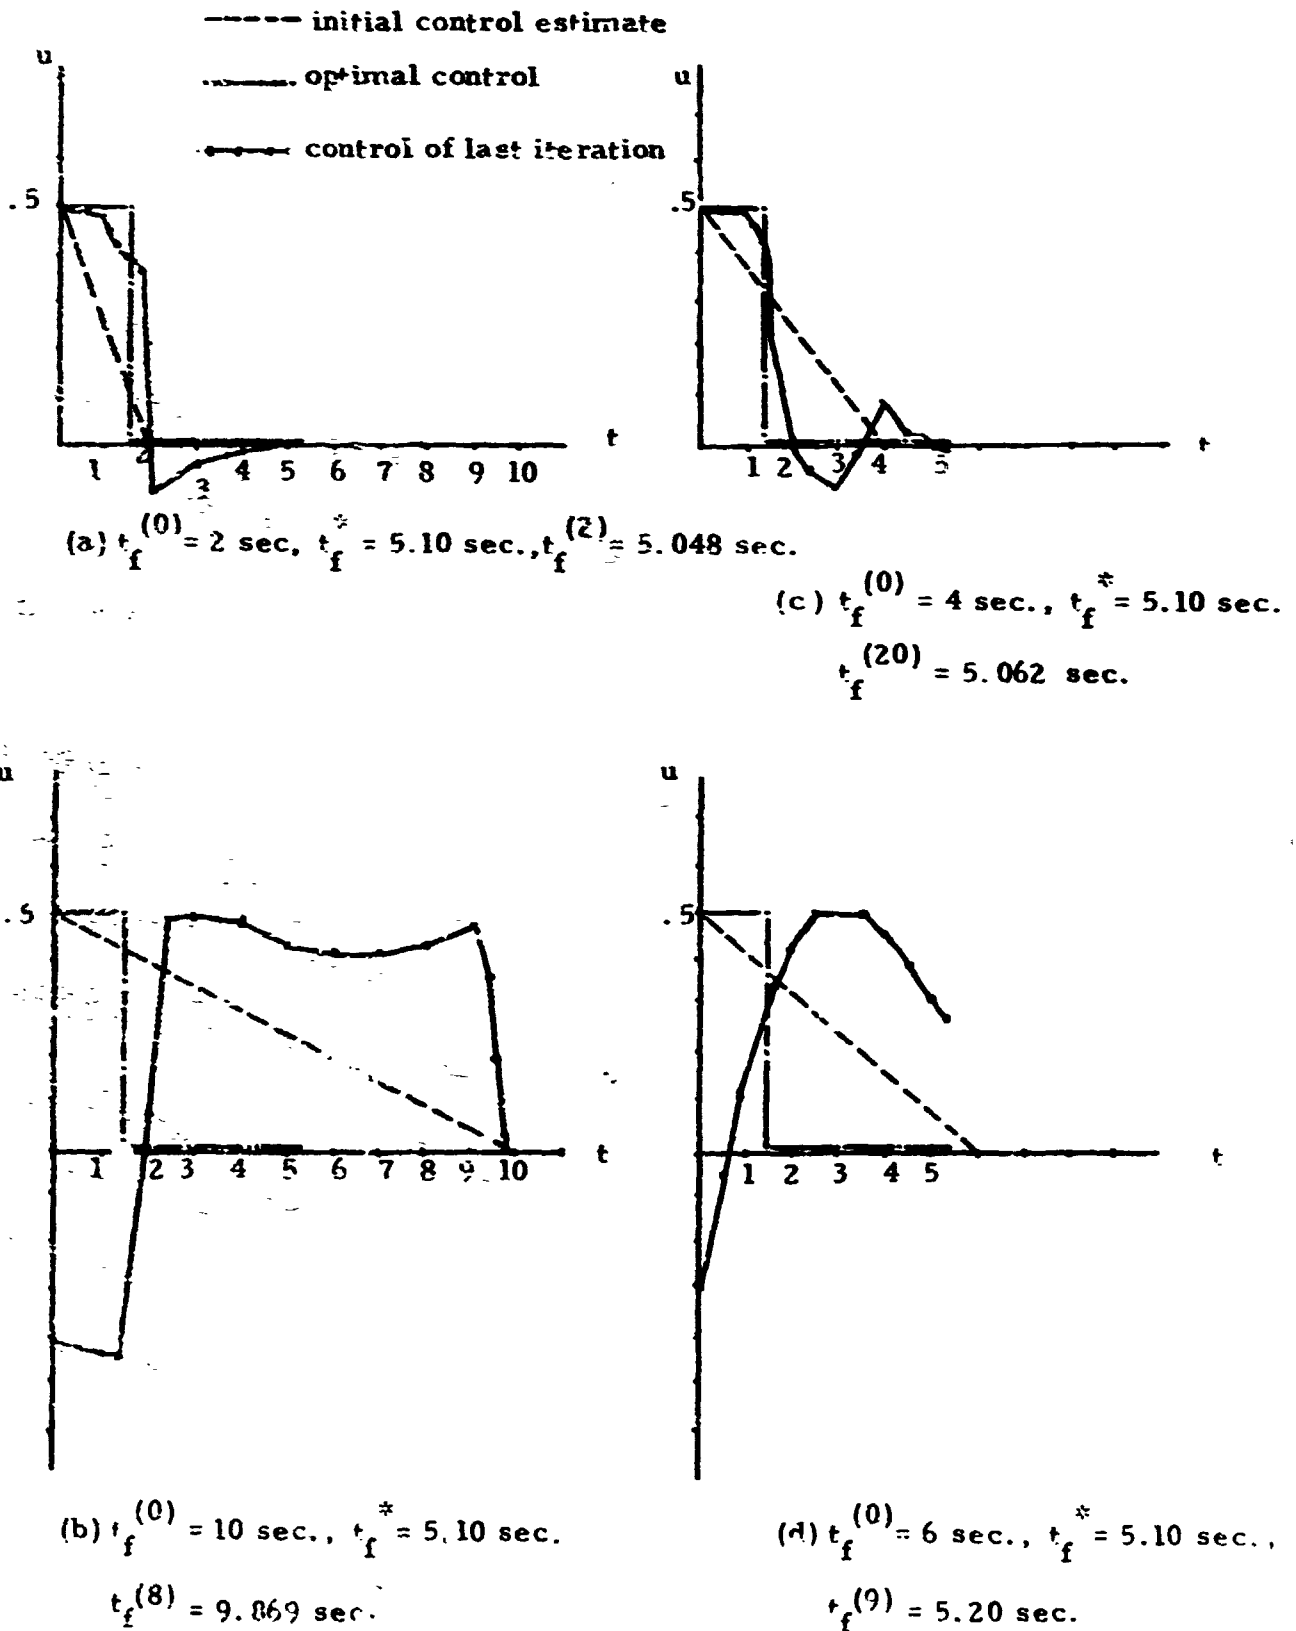 initial control estimate
optimal control
control of last iteration
u
.5
1 2 3 4 5 6 7 8 9 10
t
(a) t_f^(0) = 2 sec, t_f^* = 5.10 sec., t_f^(2) = 5.048 sec.
u
.5
1 2 3 4 5
t
(c) t_f^(0) = 4 sec., t_f^* = 5.10 sec.
t_f^(20) = 5.062 sec.
u
.5
1 2 3 4 5 6 7 8 9 10
t
(b) t_f^(0) = 10 sec., t_f^* = 5.10 sec.
t_f^(8) = 9.869 sec.
u
.5
1 2 3 4 5
t
(d) t_f^(0) = 6 sec., t_f^* = 5.10 sec.,
t_f^(9) = 5.20 sec.